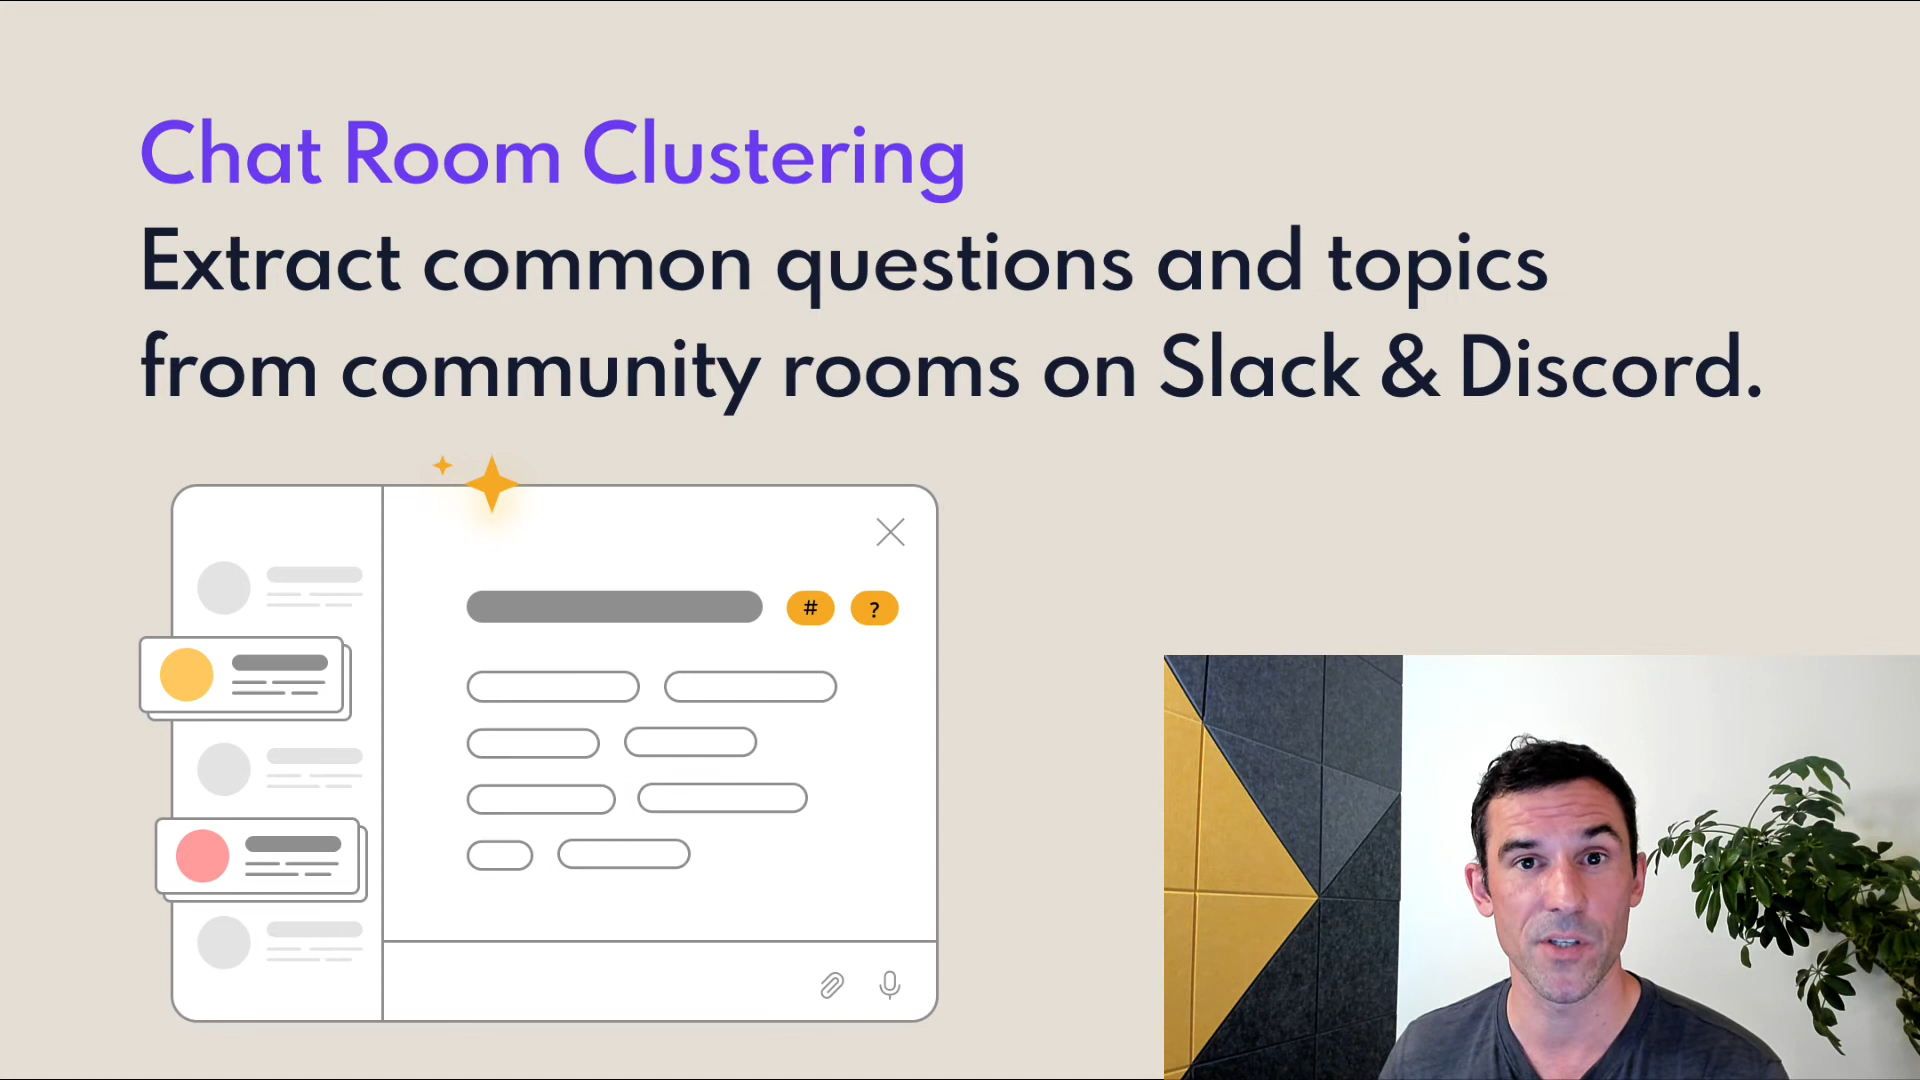 Chat Room Clustering
Extract common questions and topics
from community rooms on Slack & Discord.
# ?